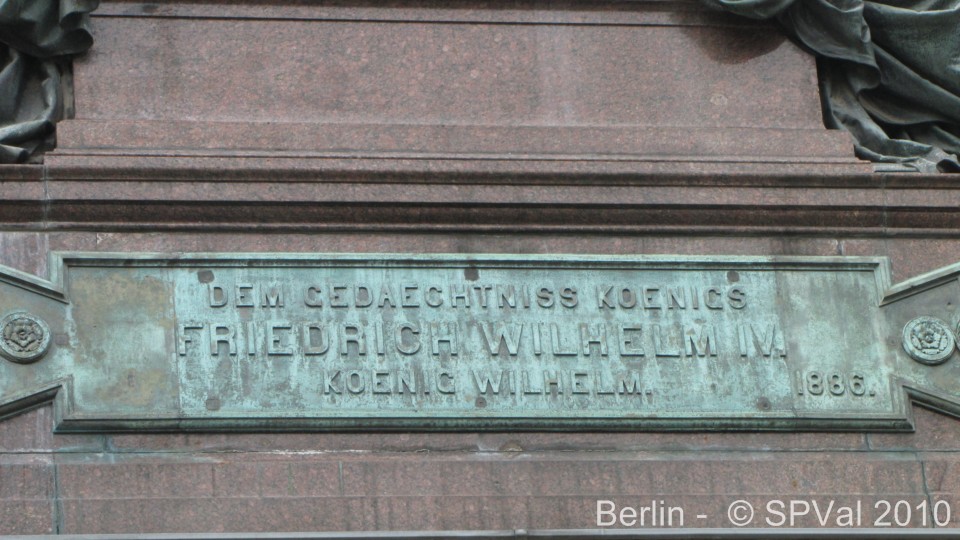 DEM GEDAECHTNISS KOENIGS
FRIEDRICH WILHELM IV.
KOENIG WILHELM. 1886.
Berlin - © SPVal 2010